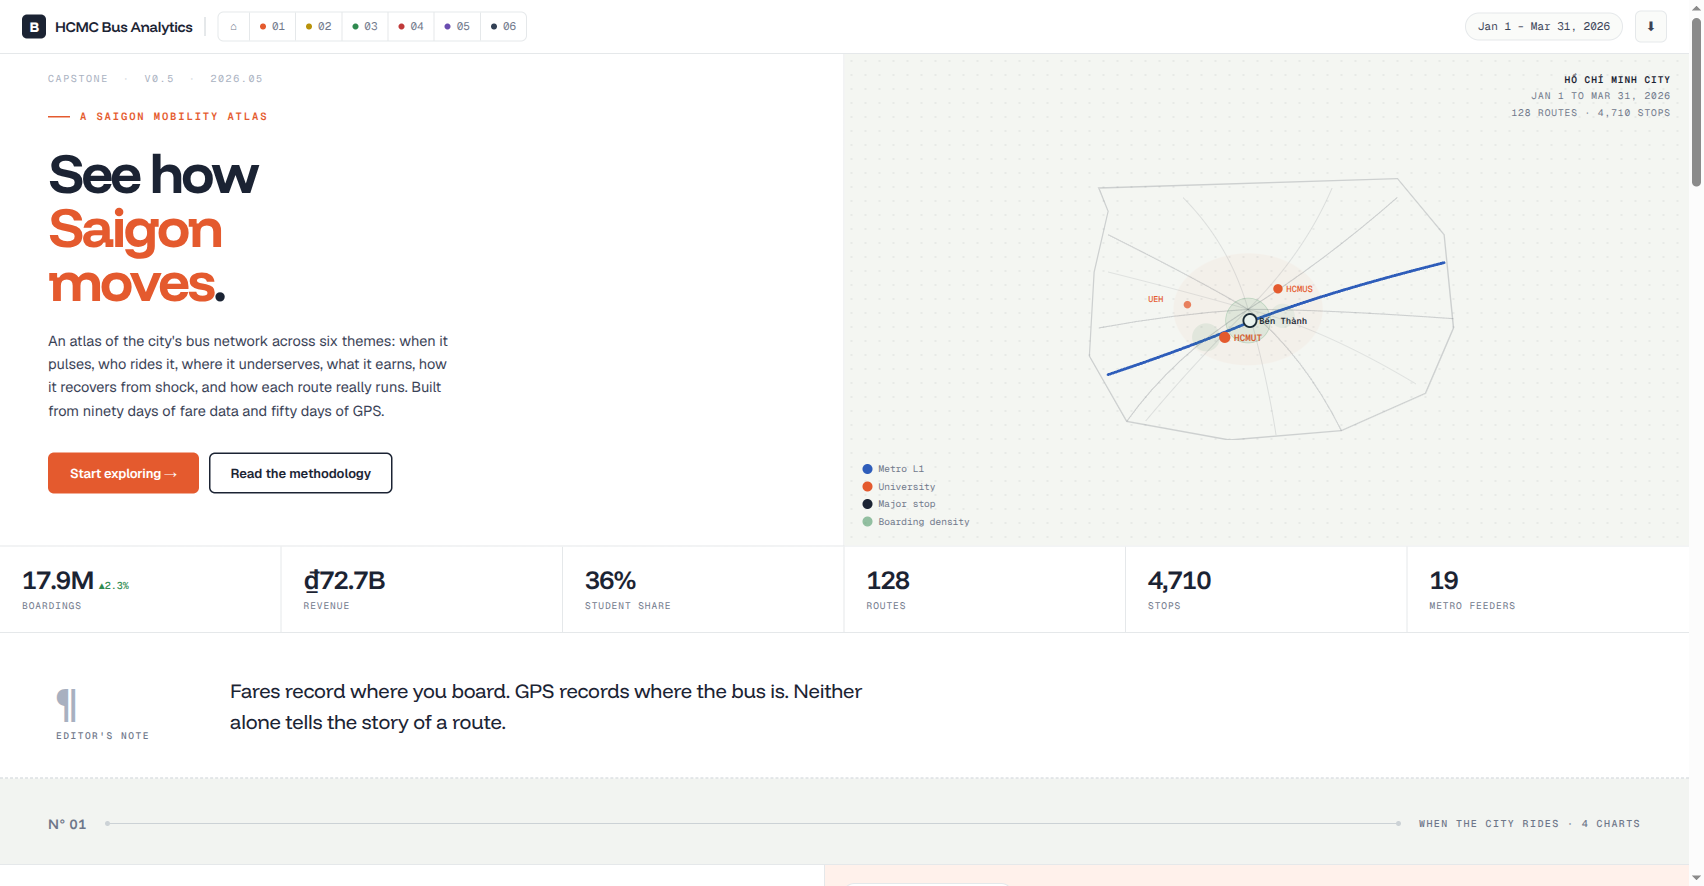 B HCMC Bus Analytics
01 02 03 04 05 06
Jan 1 – Mar 31, 2026
CAPSTONE · V0.5 · 2026.05
A SAIGON MOBILITY ATLAS
See how
Saigon
moves.
An atlas of the city's bus network across six themes: when it
pulses, who rides it, where it underserves, what it earns, how
it recovers from shock, and how each route really runs. Built
from ninety days of fare data and fifty days of GPS.
Start exploring →
Read the methodology
HỒ CHÍ MINH CITY
JAN 1 TO MAR 31, 2026
128 ROUTES · 4,710 STOPS
UEH
HCMUS
Bến Thành
HCMUT
Metro L1
University
Major stop
Boarding density
17.9M ▲2.3%
BOARDINGS
₫72.7B
REVENUE
36%
STUDENT SHARE
128
ROUTES
4,710
STOPS
19
METRO FEEDERS
¶
EDITOR'S NOTE
Fares record where you board. GPS records where the bus is. Neither
alone tells the story of a route.
N° 01
WHEN THE CITY RIDES · 4 CHARTS